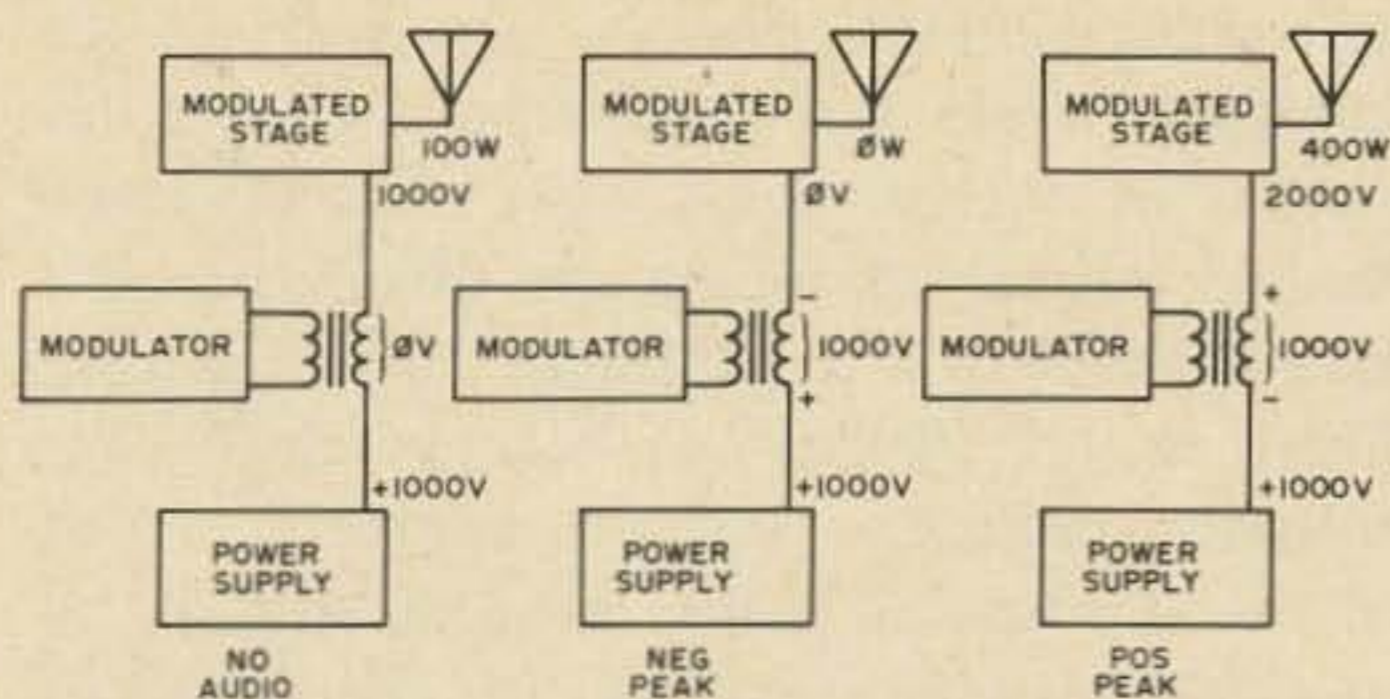 MODULATED
STAGE
100W
1000V
MODULATOR
ØV
+1000V
POWER
SUPPLY
NO
AUDIO
MODULATED
STAGE
ØW
ØV
MODULATOR
-
1000V
+
+1000V
POWER
SUPPLY
NEG
PEAK
MODULATED
STAGE
400W
2000V
MODULATOR
+
1000V
-
+1000V
POWER
SUPPLY
POS
PEAK